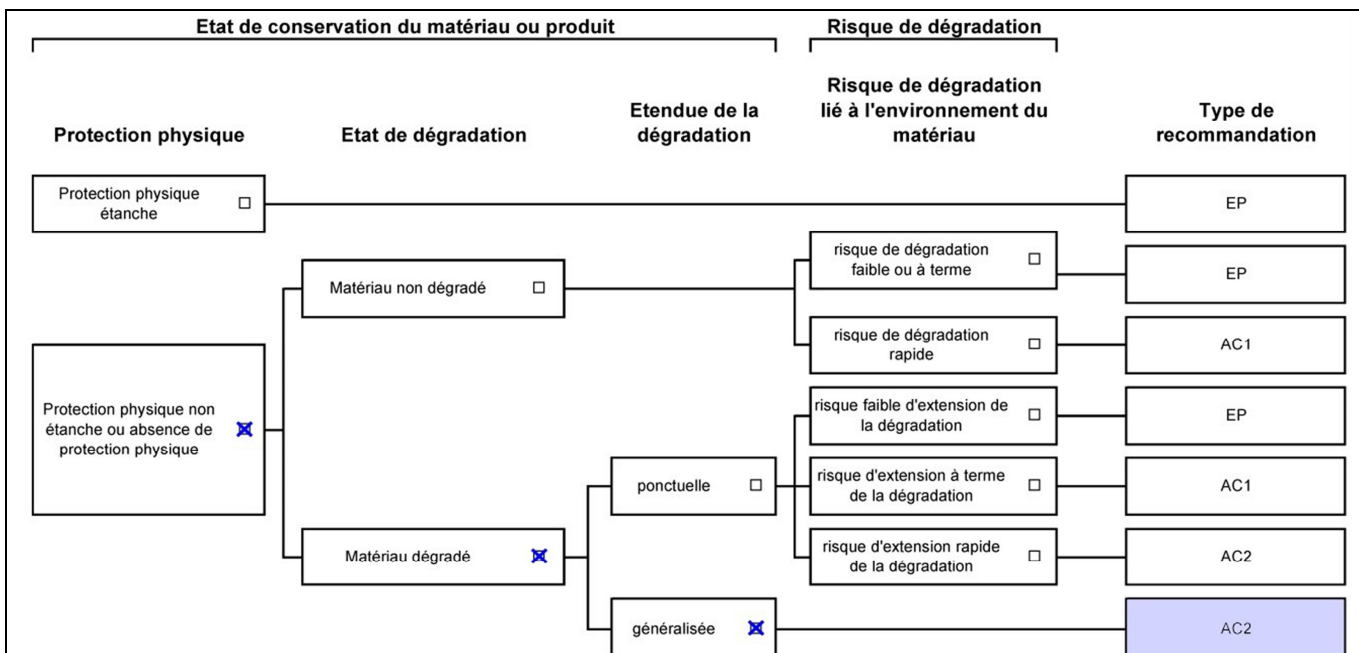 Etat de conservation du matériau ou produit
Risque de dégradation
Protection physique
Etat de dégradation
Etendue de la
dégradation
Risque de dégradation
lié à l'environnement du
matériau
Type de
recommandation
Protection physique
étanche
EP
Matériau non dégradé
risque de dégradation
faible ou à terme
EP
risque de dégradation
rapide
AC1
Protection physique non
étanche ou absence de
protection physique
risque faible d'extension de
la dégradation
EP
ponctuelle
risque d'extension à terme
de la dégradation
AC1
Matériau dégradé
risque d'extension rapide
de la dégradation
AC2
généralisée
AC2